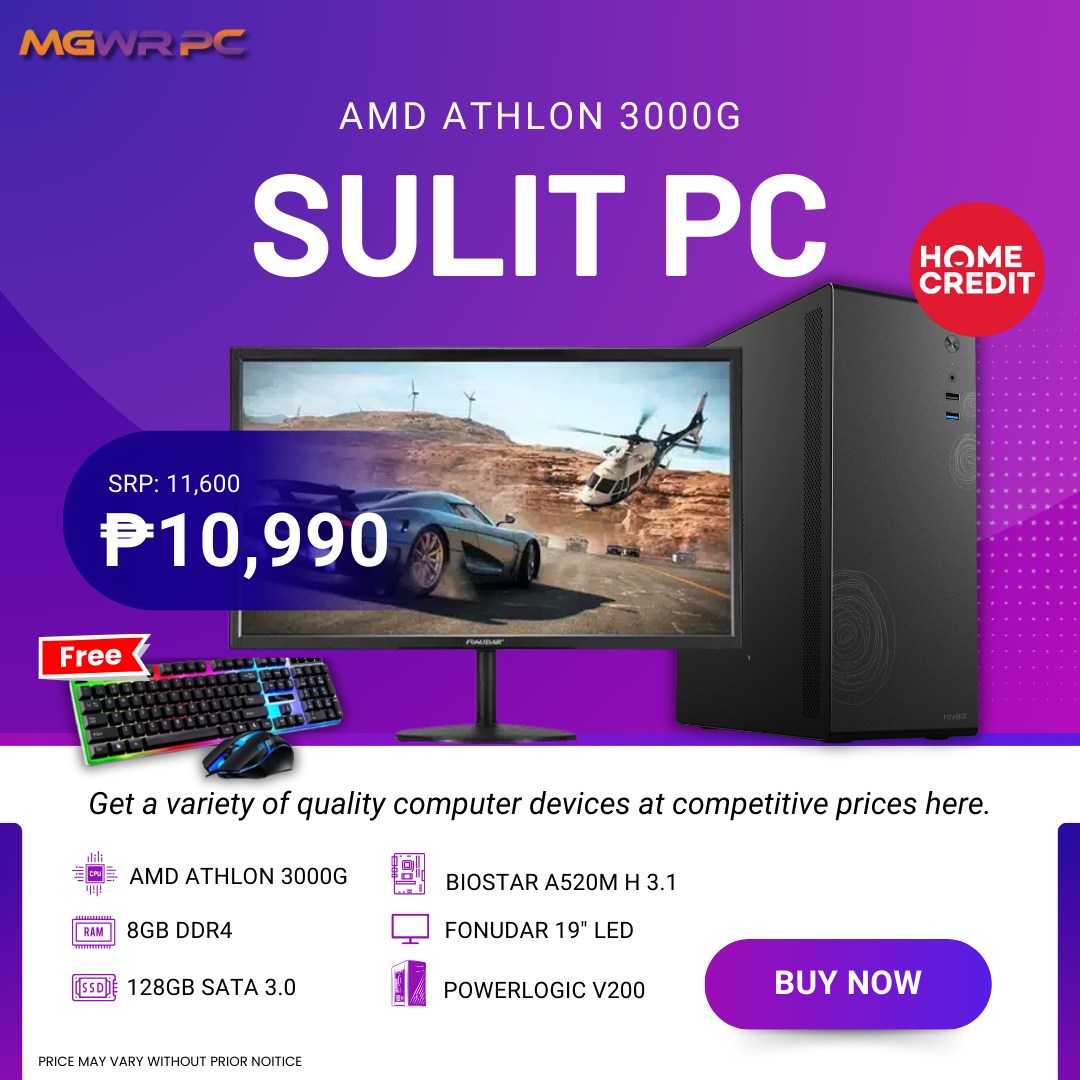 MGWR PC
AMD ATHLON 3000G
SULIT PC
HOME
CREDIT
SRP: 11,600
₱10,990
FONUDAR
Free
Get a variety of quality computer devices at competitive prices here.
CPU
AMD ATHLON 3000G
BIOSTAR A520M H 3.1
RAM
8GB DDR4
FONUDAR 19" LED
SSD
128GB SATA 3.0
POWERLOGIC V200
BUY NOW
PRICE MAY VARY WITHOUT PRIOR NOITICE